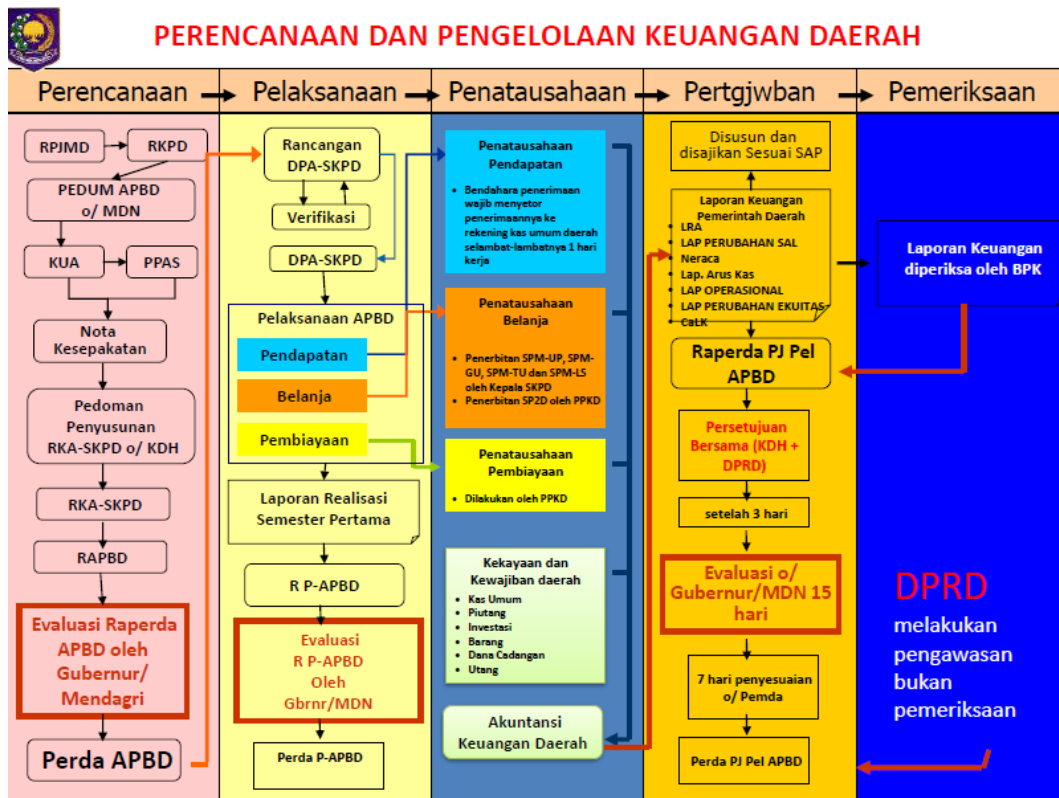 PERENCANAAN DAN PENGELOLAAN KEUANGAN DAERAH
Perencanaan
Pelaksanaan
Penatausahaan
Pertgjwban
Pemeriksaan
RPJMD
RKPD
PEDUM APBD
o/ MDN
KUA
PPAS
Nota
Kesepakatan
Pedoman
Penyusunan
RKA-SKPD o/ KDH
RKA-SKPD
RAPBD
Evaluasi Raperda
APBD oleh
Gubernur/
Mendagri
Perda APBD
Rancangan
DPA-SKPD
Verifikasi
DPA-SKPD
Pelaksanaan APBD
Pendapatan
Belanja
Pembiayaan
Laporan Realisasi
Semester Pertama
R P-APBD
Evaluasi
R P-APBD
Oleh
Gbrnr/MDN
Perda P-APBD
Penatausahaan
Pendapatan
• Bendahara penerimaan
wajib menyetor
penerimaannya ke
rekening kas umum daerah
selambat-lambatnya 1 hari
kerja
Penatausahaan
Belanja
• Penerbitan SPM-UP, SPM-
GU, SPM-TU dan SPM-LS
oleh Kepala SKPD
• Penerbitan SP2D oleh PPKD
Penatausahaan
Pembiayaan
• Dilakukan oleh PPKD
Kekayaan dan
Kewajiban daerah
• Kas Umum
• Piutang
• Investasi
• Barang
• Dana Cadangan
• Utang
Akuntansi
Keuangan Daerah
Disusun dan
disajikan Sesuai SAP
Laporan Keuangan
Pemerintah Daerah
• LRA
• LAP PERUBAHAN SAL
• Neraca
• Lap. Arus Kas
• LAP OPERASIONAL
• LAP PERUBAHAN EKUITAS
• CaLK
Raperda PJ Pel
APBD
Persetujuan
Bersama (KDH +
DPRD)
setelah 3 hari
Evaluasi o/
Gubernur/MDN 15
hari
7 hari penyesuaian
o/ Pemda
Perda PJ Pel APBD
Laporan Keuangan
diperiksa oleh BPK
DPRD
melakukan
pengawasan
bukan
pemeriksaan